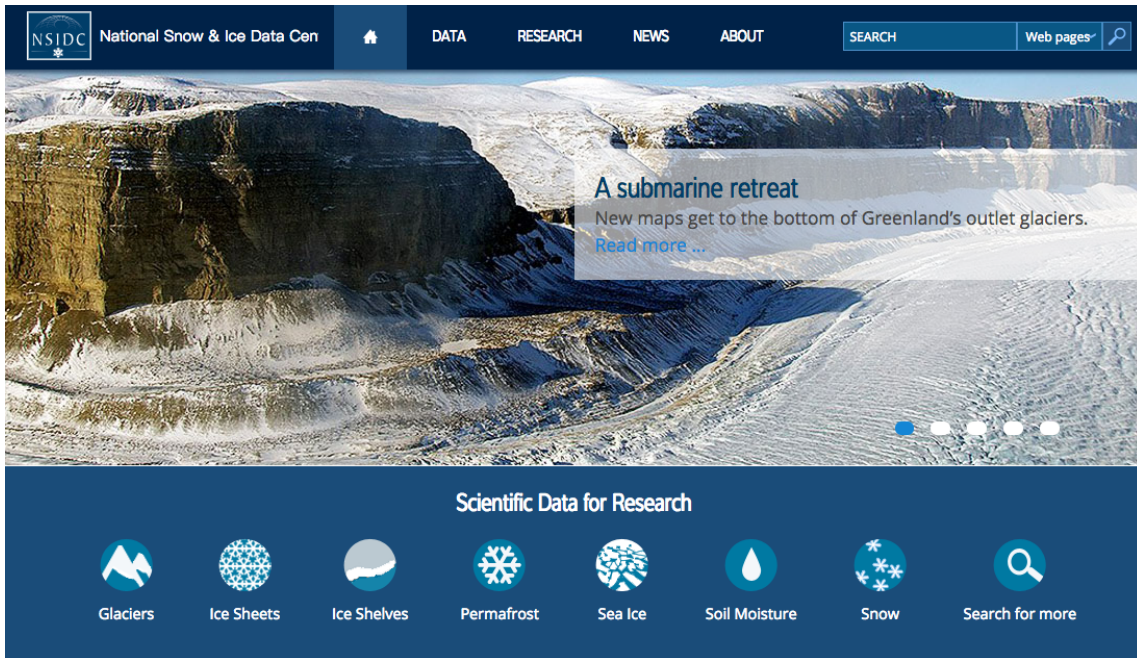 NSIDC
National Snow & Ice Data Cen
DATA
RESEARCH
NEWS
ABOUT
SEARCH
Web pages
A submarine retreat
New maps get to the bottom of Greenland's outlet glaciers.
Read more ...
Scientific Data for Research
Glaciers
Ice Sheets
Ice Shelves
Permafrost
Sea Ice
Soil Moisture
Snow
Search for more